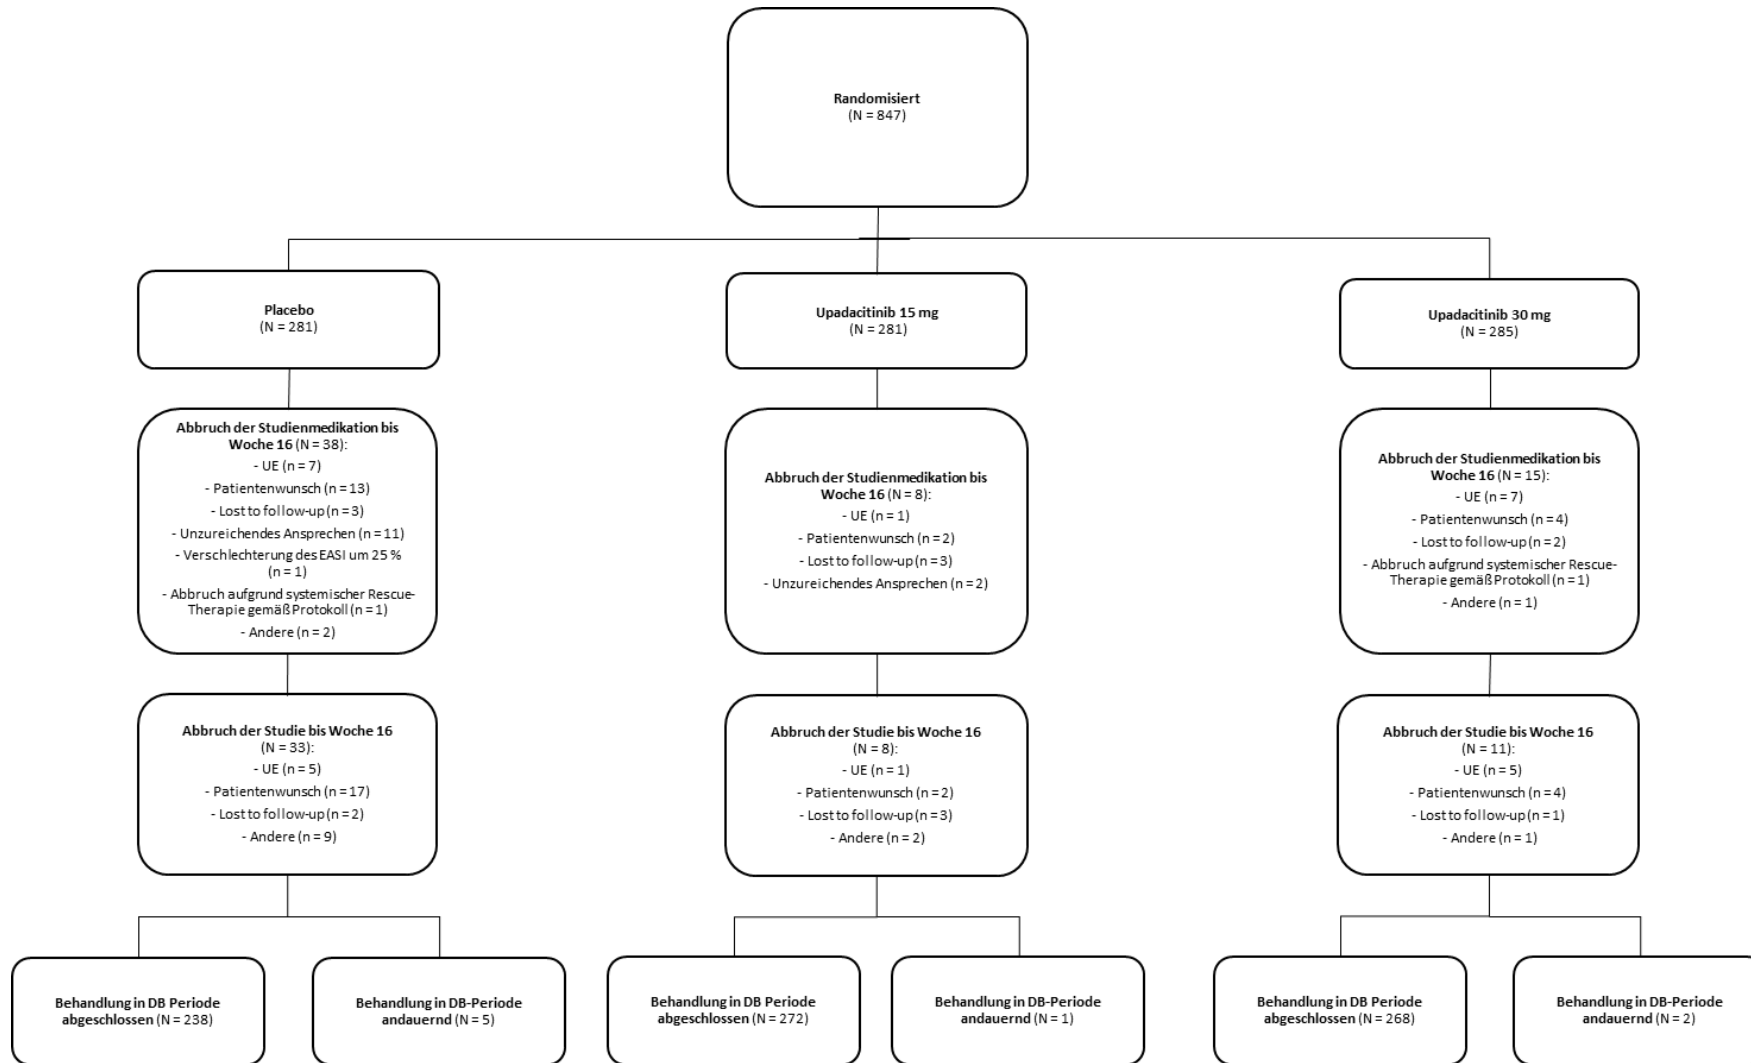 Randomisiert
(N = 847)
Placebo
(N = 281)
Upadacitinib 15 mg
(N = 281)
Upadacitinib 30 mg
(N = 285)
Abbruch der Studienmedikation bis
Woche 16 (N = 38):
- UE (n = 7)
- Patientenwunsch (n = 13)
- Lost to follow-up (n = 3)
- Unzureichendes Ansprechen (n = 11)
- Verschlechterung des EASI um 25 %
(n = 1)
- Abbruch aufgrund systemischer Rescue-
Therapie gemäß Protokoll (n = 1)
- Andere (n = 2)
Abbruch der Studienmedikation bis
Woche 16 (N = 8):
- UE (n = 1)
- Patientenwunsch (n = 2)
- Lost to follow-up (n = 3)
- Unzureichendes Ansprechen (n = 2)
Abbruch der Studienmedikation bis
Woche 16 (N = 15):
- UE (n = 7)
- Patientenwunsch (n = 4)
- Lost to follow-up (n = 2)
- Abbruch aufgrund systemischer Rescue-
Therapie gemäß Protokoll (n = 1)
- Andere (n = 1)
Abbruch der Studie bis Woche 16
(N = 33):
- UE (n = 5)
- Patientenwunsch (n = 17)
- Lost to follow-up (n = 2)
- Andere (n = 9)
Abbruch der Studie bis Woche 16
(N = 8):
- UE (n = 1)
- Patientenwunsch (n = 2)
- Lost to follow-up (n = 3)
- Andere (n = 2)
Abbruch der Studie bis Woche 16
(N = 11):
- UE (n = 5)
- Patientenwunsch (n = 4)
- Lost to follow-up (n = 1)
- Andere (n = 1)
Behandlung in DB Periode
abgeschlossen (N = 238)
Behandlung in DB-Periode
andauernd (N = 5)
Behandlung in DB Periode
abgeschlossen (N = 272)
Behandlung in DB-Periode
andauernd (N = 1)
Behandlung in DB Periode
abgeschlossen (N = 268)
Behandlung in DB-Periode
andauernd (N = 2)